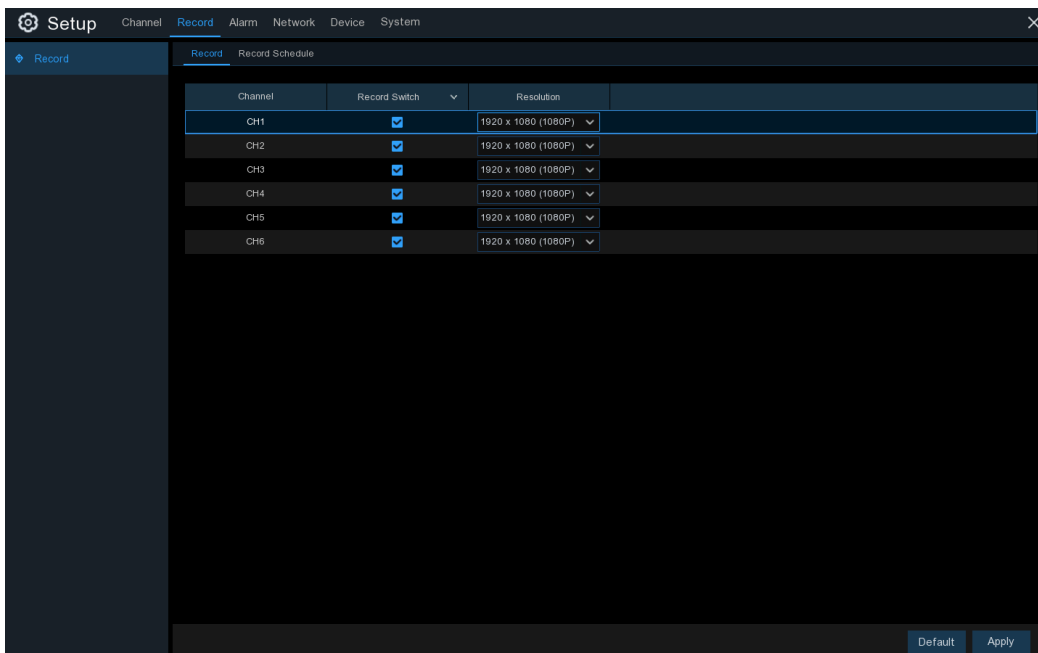 Setup Channel Record Alarm Network Device System
Record
Record Record Schedule
Channel Record Switch Resolution
CH1 1920 x 1080 (1080P)
CH2 1920 x 1080 (1080P)
CH3 1920 x 1080 (1080P)
CH4 1920 x 1080 (1080P)
CH5 1920 x 1080 (1080P)
CH6 1920 x 1080 (1080P)
Default Apply